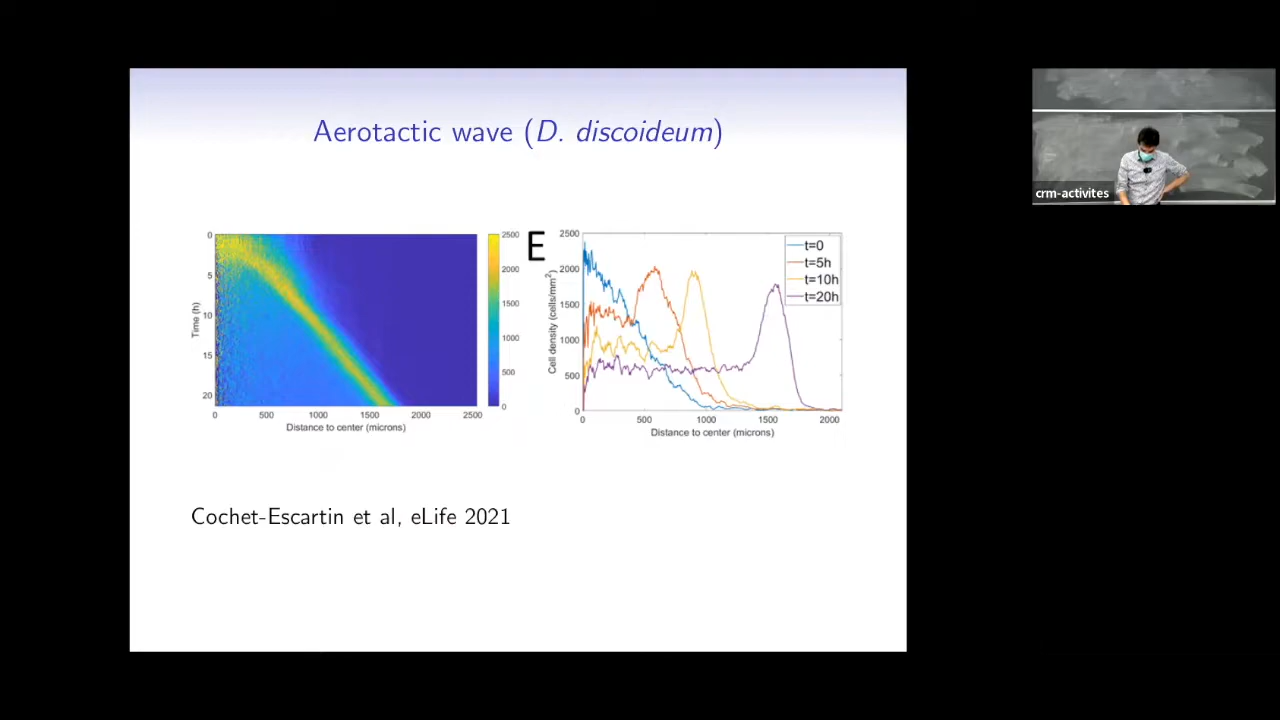 Aerotactic wave (D. discoideum)
crm-activites
0
5
10
15
20
Time (h)
0
500
1000
1500
2000
2500
Distance to center (microns)
2500
2000
1500
1000
500
0
E
2500
2000
1500
1000
500
0
Cell density (cells/mm²)
0
500
1000
1500
2000
Distance to center (microns)
t=0
t=5h
t=10h
t=20h
Cochet-Escartin et al, eLife 2021